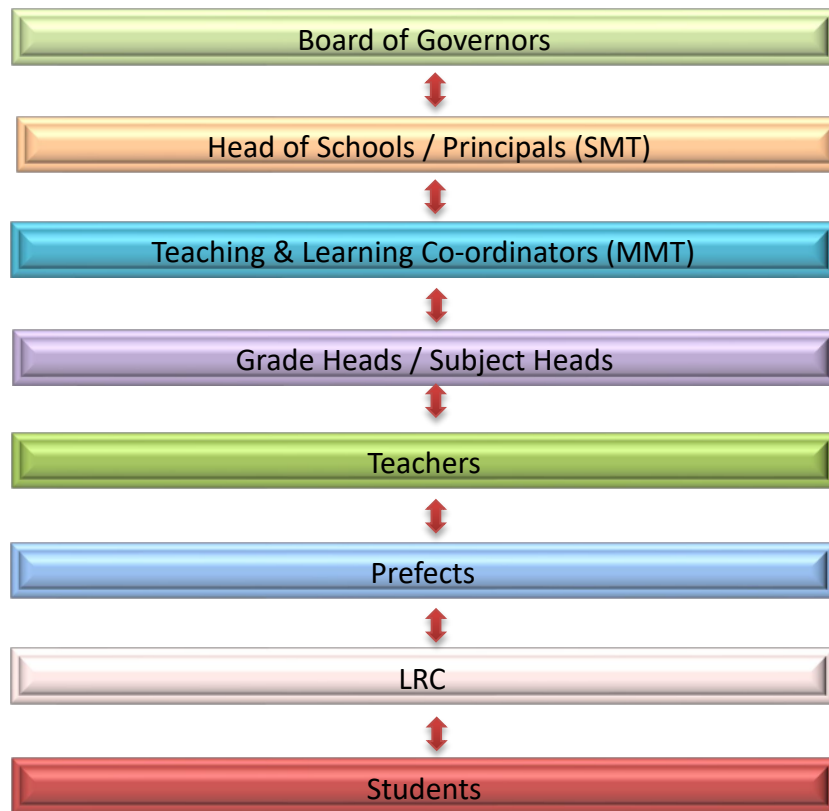 Board of Governors
Head of Schools / Principals (SMT)
Teaching & Learning Co-ordinators (MMT)
Grade Heads / Subject Heads
Teachers
Prefects
LRC
Students